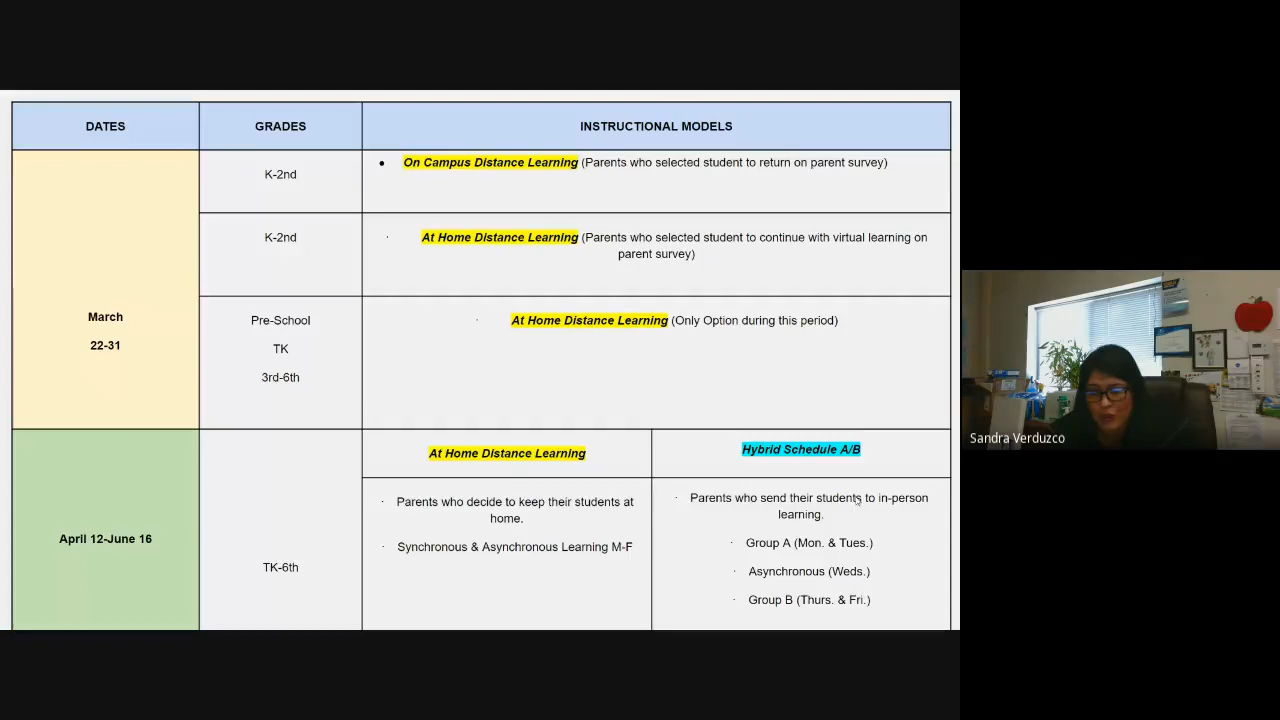 DATES
GRADES
INSTRUCTIONAL MODELS
March
22-31
K-2nd
On Campus Distance Learning (Parents who selected student to return on parent survey)
K-2nd
At Home Distance Learning (Parents who selected student to continue with virtual learning on
parent survey)
Pre-School
TK
3rd-6th
At Home Distance Learning (Only Option during this period)
April 12-June 16
TK-6th
At Home Distance Learning
Parents who decide to keep their students at
home.
Synchronous & Asynchronous Learning M-F
Hybrid Schedule A/B
Parents who send their students to in-person
learning.
Group A (Mon. & Tues.)
Asynchronous (Weds.)
Group B (Thurs. & Fri.)
Sandra Verduzco